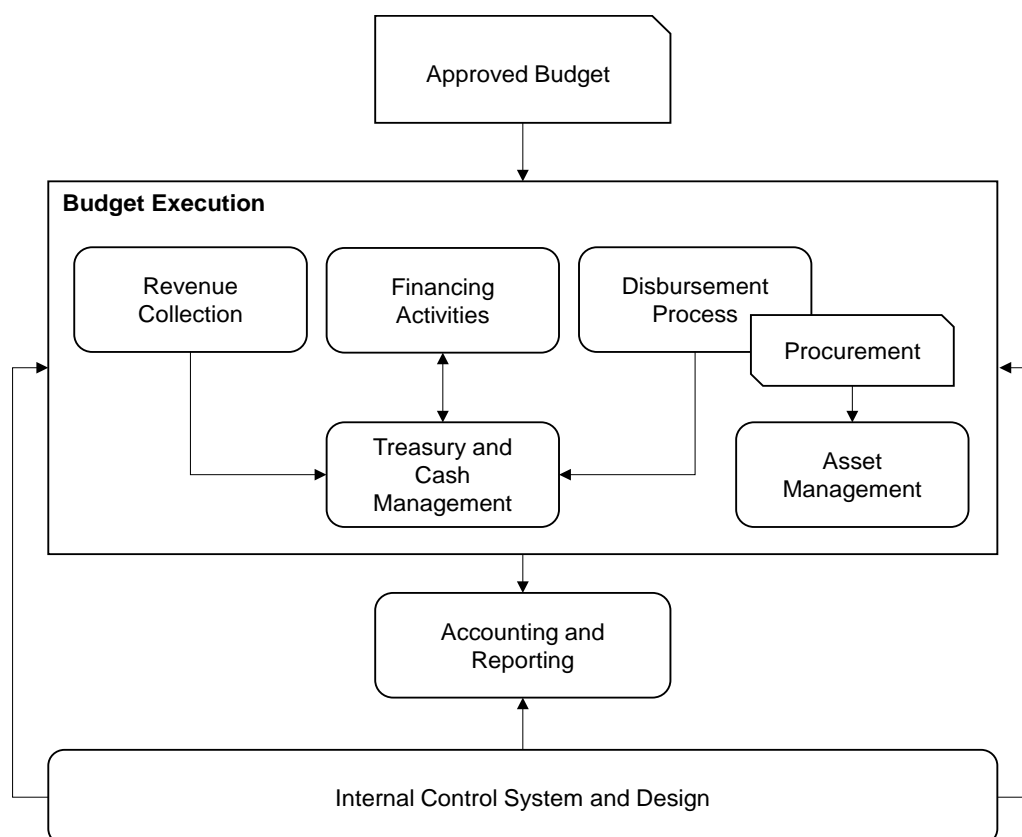 Approved Budget
Budget Execution
Revenue
Collection
Financing
Activities
Disbursement
Process
Procurement
Treasury and
Cash
Management
Asset
Management
Accounting and
Reporting
Internal Control System and Design